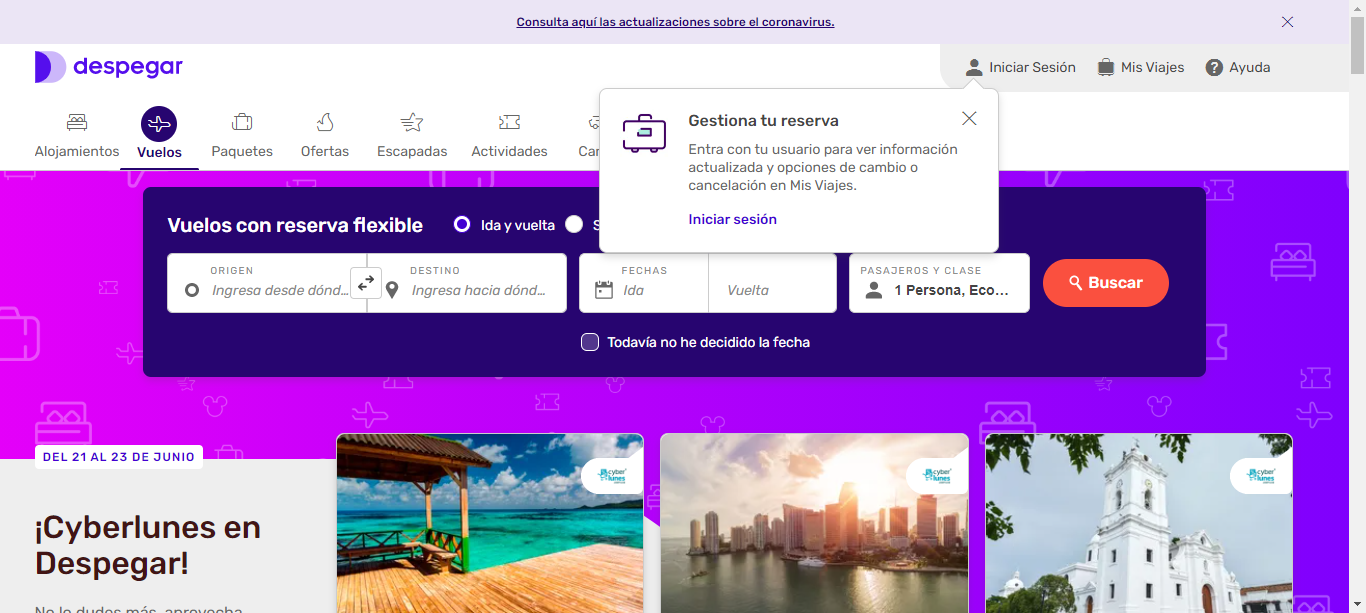 Consulta aquí las actualizaciones sobre el coronavirus.
despegar
Iniciar Sesión
Mis Viajes
Ayuda
Alojamientos
Vuelos
Paquetes
Ofertas
Escapadas
Actividades
Gestiona tu reserva
Entra con tu usuario para ver información
actualizada y opciones de cambio o
cancelación en Mis Viajes.
Iniciar sesión
Vuelos con reserva flexible
Ida y vuelta
ORIGEN
Ingresa desde dónd...
DESTINO
Ingresa hacia dónd...
FECHAS
Ida
Vuelta
PASAJEROS Y CLASE
1 Persona, Eco...
Buscar
Todavía no he decidido la fecha
DEL 21 AL 23 DE JUNIO
¡Cyberlunes en
Despegar!
No lo dudes más, aprovecha
cyber
lunes
cyber
lunes
cyber
lunes